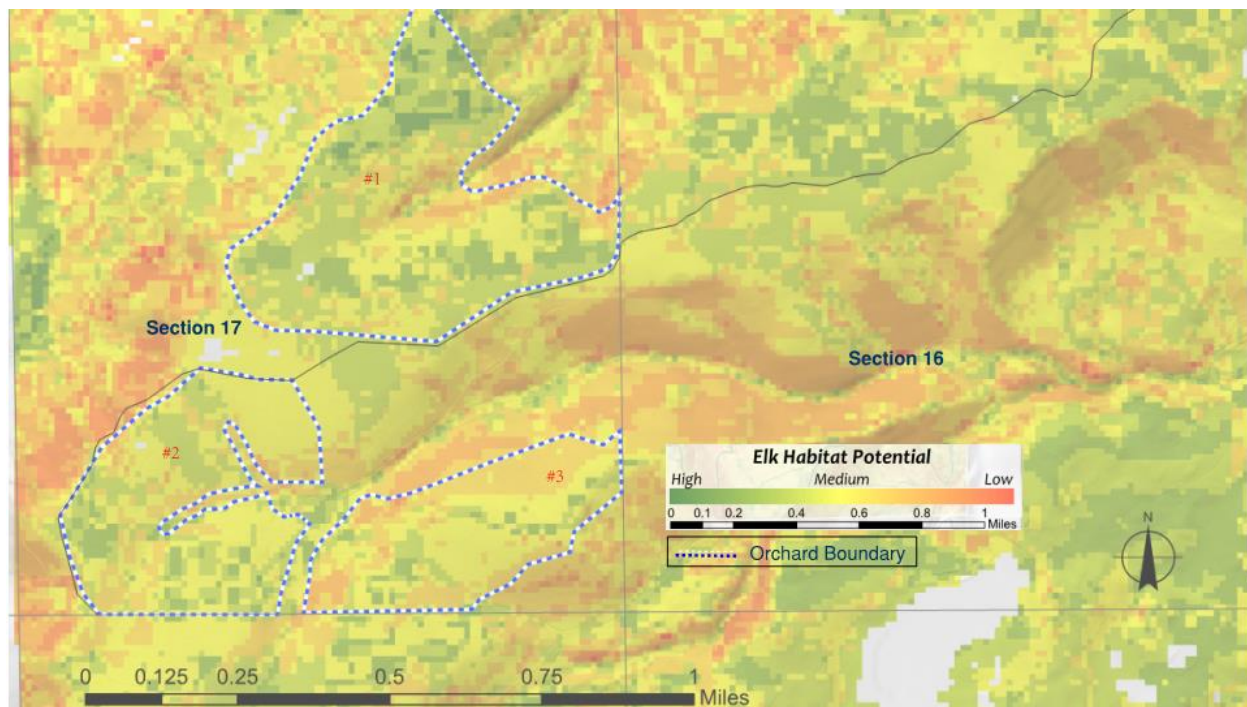 #1
Section 17
Section 16
#2
#3
Elk Habitat Potential
High Medium Low
0 0.1 0.2 0.4 0.6 0.8 1
Miles
Orchard Boundary
N
0 0.125 0.25 0.5 0.75 1
Miles